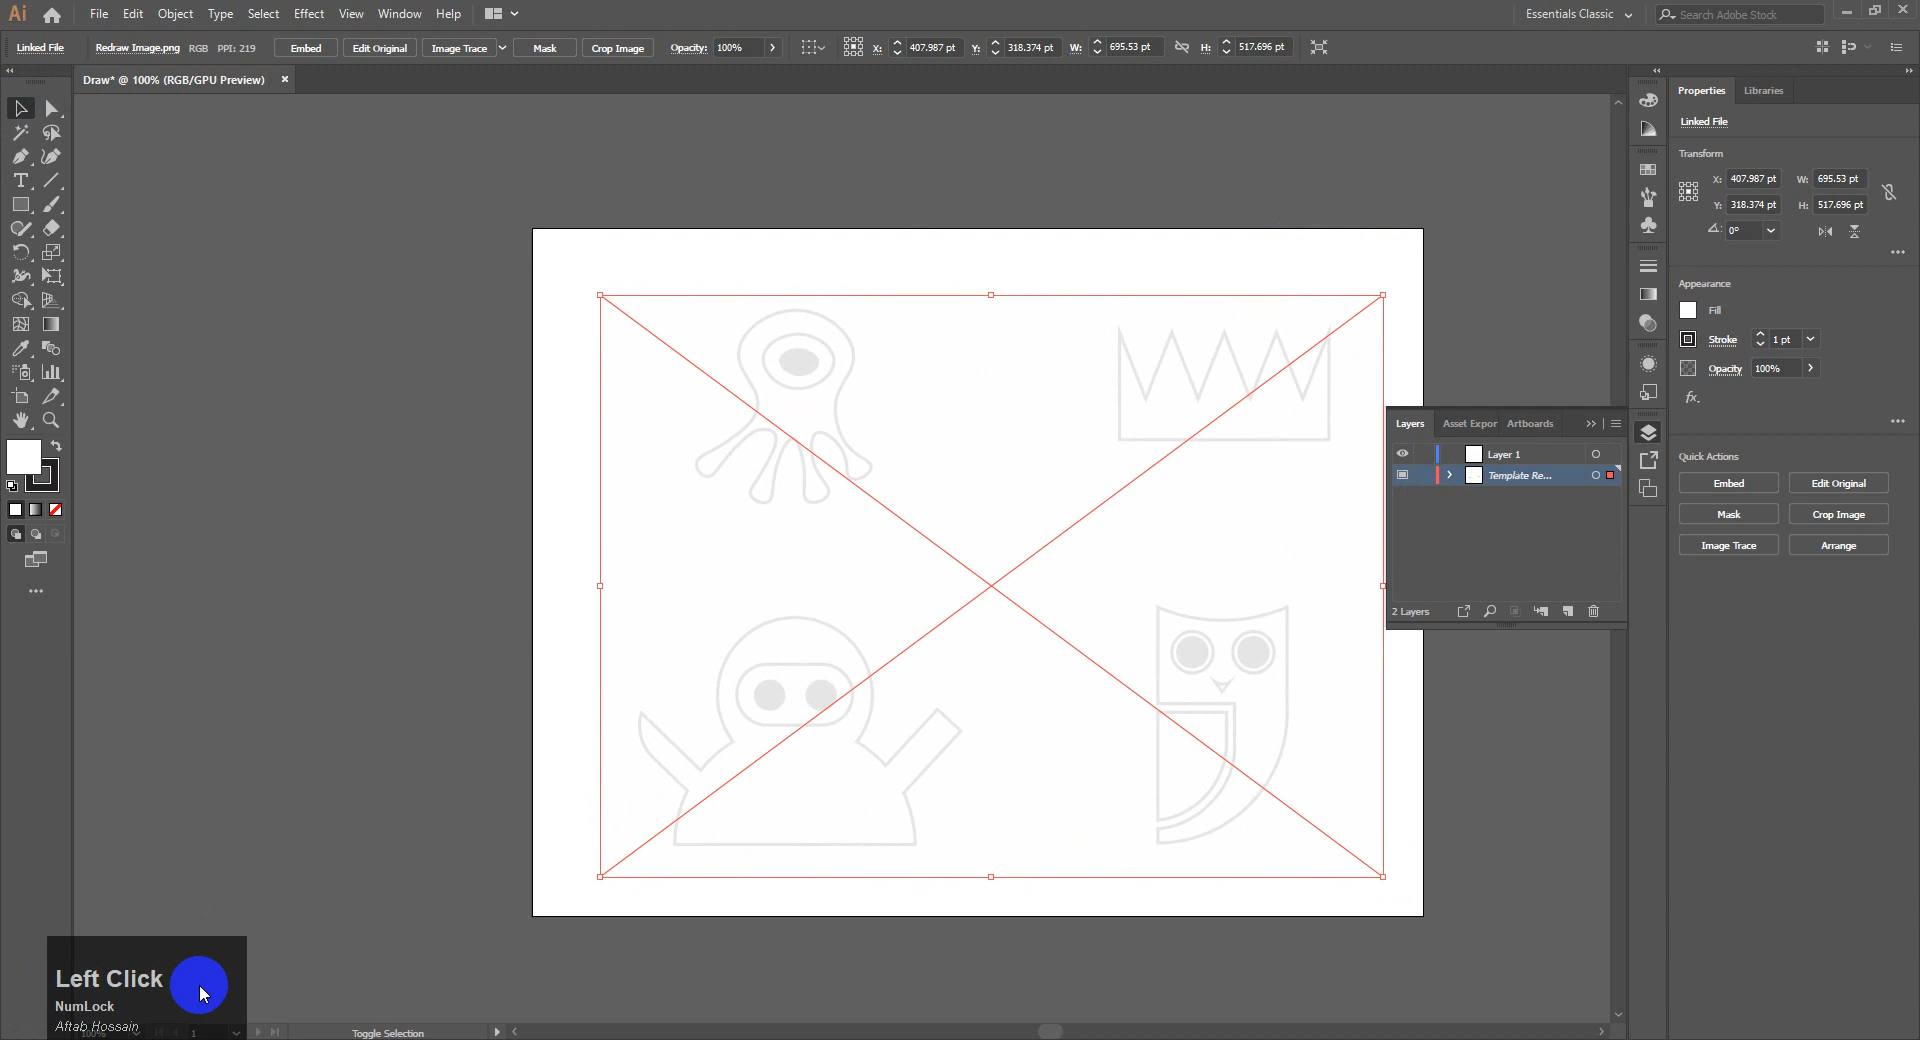 Ai File Edit Object Type Select Effect View Window Help Essentials Classic Search Adobe Stock
Linked File Redraw Image.png RGB PPI: 219 Embed Edit Original Image Trace Mask Crop Image Opacity: 100% X: 407.987 pt Y: 318.374 pt W: 695.53 pt H: 517.696 pt
Draw* @ 100% (RGB/GPU Preview)
Properties Libraries
Linked File
Transform
X: 407.987 pt W: 695.53 pt
Y: 318.374 pt H: 517.696 pt
0°
Appearance
Fill
Stroke 1 pt
Opacity 100%
fx.
Layers Asset Expor Artboards
Layer 1
Template Re...
2 Layers
Quick Actions
Embed Edit Original
Mask Crop Image
Image Trace Arrange
Left Click
NumLock
Aftab Hossain
100% 1 Toggle Selection